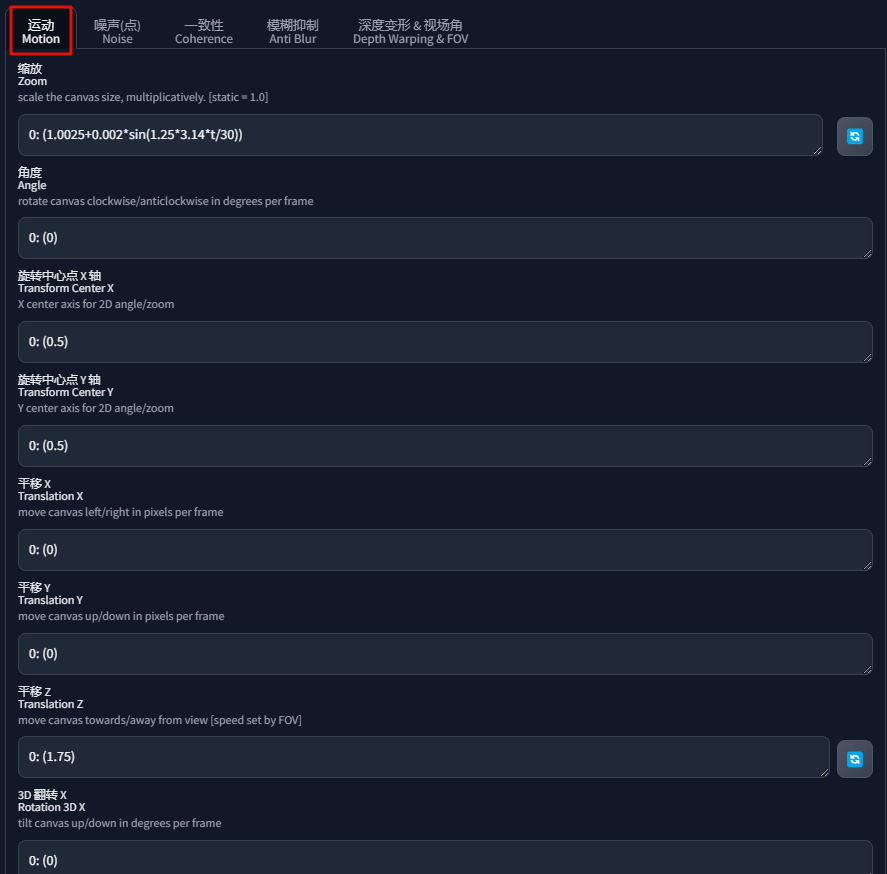 运动
Motion
噪声(点)
Noise
一致性
Coherence
模糊抑制
Anti Blur
深度变形 & 视场角
Depth Warping & FOV
缩放
Zoom
scale the canvas size, multiplicatively. [static = 1.0]
0: (1.0025+0.002*sin(1.25*3.14*t/30))
角度
Angle
rotate canvas clockwise/anticlockwise in degrees per frame
0: (0)
旋转中心点 X 轴
Transform Center X
X center axis for 2D angle/zoom
0: (0.5)
旋转中心点 Y 轴
Transform Center Y
Y center axis for 2D angle/zoom
0: (0.5)
平移 X
Translation X
move canvas left/right in pixels per frame
0: (0)
平移 Y
Translation Y
move canvas up/down in pixels per frame
0: (0)
平移 Z
Translation Z
move canvas towards/away from view [speed set by FOV]
0: (1.75)
3D 翻转 X
Rotation 3D X
tilt canvas up/down in degrees per frame
0: (0)